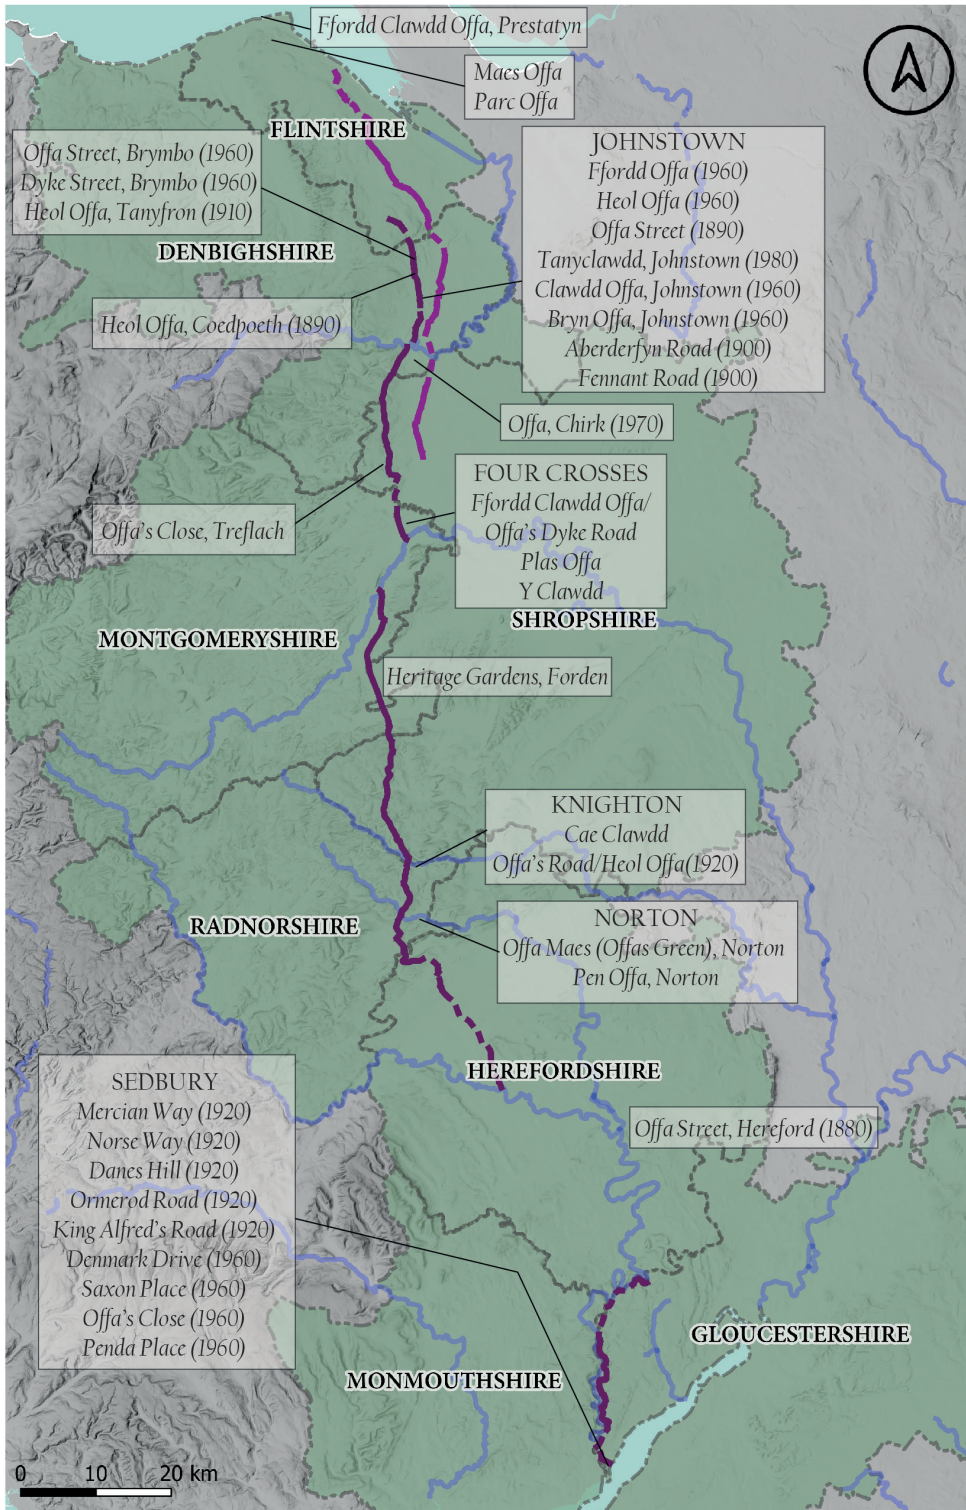 Ffordd Clawdd Offa, Prestatyn
Maes Offa
Parc Offa
FLINTSHIRE
Offa Street, Brymbo (1960)
Dyke Street, Brymbo (1960)
Heol Offa, Tanyfron (1910)
JOHNSTOWN
Ffordd Offa (1960)
Heol Offa (1960)
Offa Street (1890)
Tanyclawdd, Johnstown (1980)
Clawdd Offa, Johnstown (1960)
Bryn Offa, Johnstown (1960)
Aberderfyn Road (1900)
Fennant Road (1900)
DENBIGHSHIRE
Heol Offa, Coedpoeth (1890)
Offa, Chirk (1970)
FOUR CROSSES
Ffordd Clawdd Offa/
Offa's Dyke Road
Plas Offa
Y Clawdd
Offa's Close, Treflach
SHROPSHIRE
MONTGOMERYSHIRE
Heritage Gardens, Forden
KNIGHTON
Cae Clawdd
Offa's Road/Heol Offa(1920)
RADNORSHIRE
NORTON
Offa Maes (Offas Green), Norton
Pen Offa, Norton
HEREFORDSHIRE
SEDBURY
Mercian Way (1920)
Norse Way (1920)
Danes Hill (1920)
Ormerod Road (1920)
King Alfred's Road (1920)
Denmark Drive (1960)
Saxon Place (1960)
Offa's Close (1960)
Penda Place (1960)
Offa Street, Hereford (1880)
GLOUCESTERSHIRE
MONMOUTHSHIRE
0 10 20 km